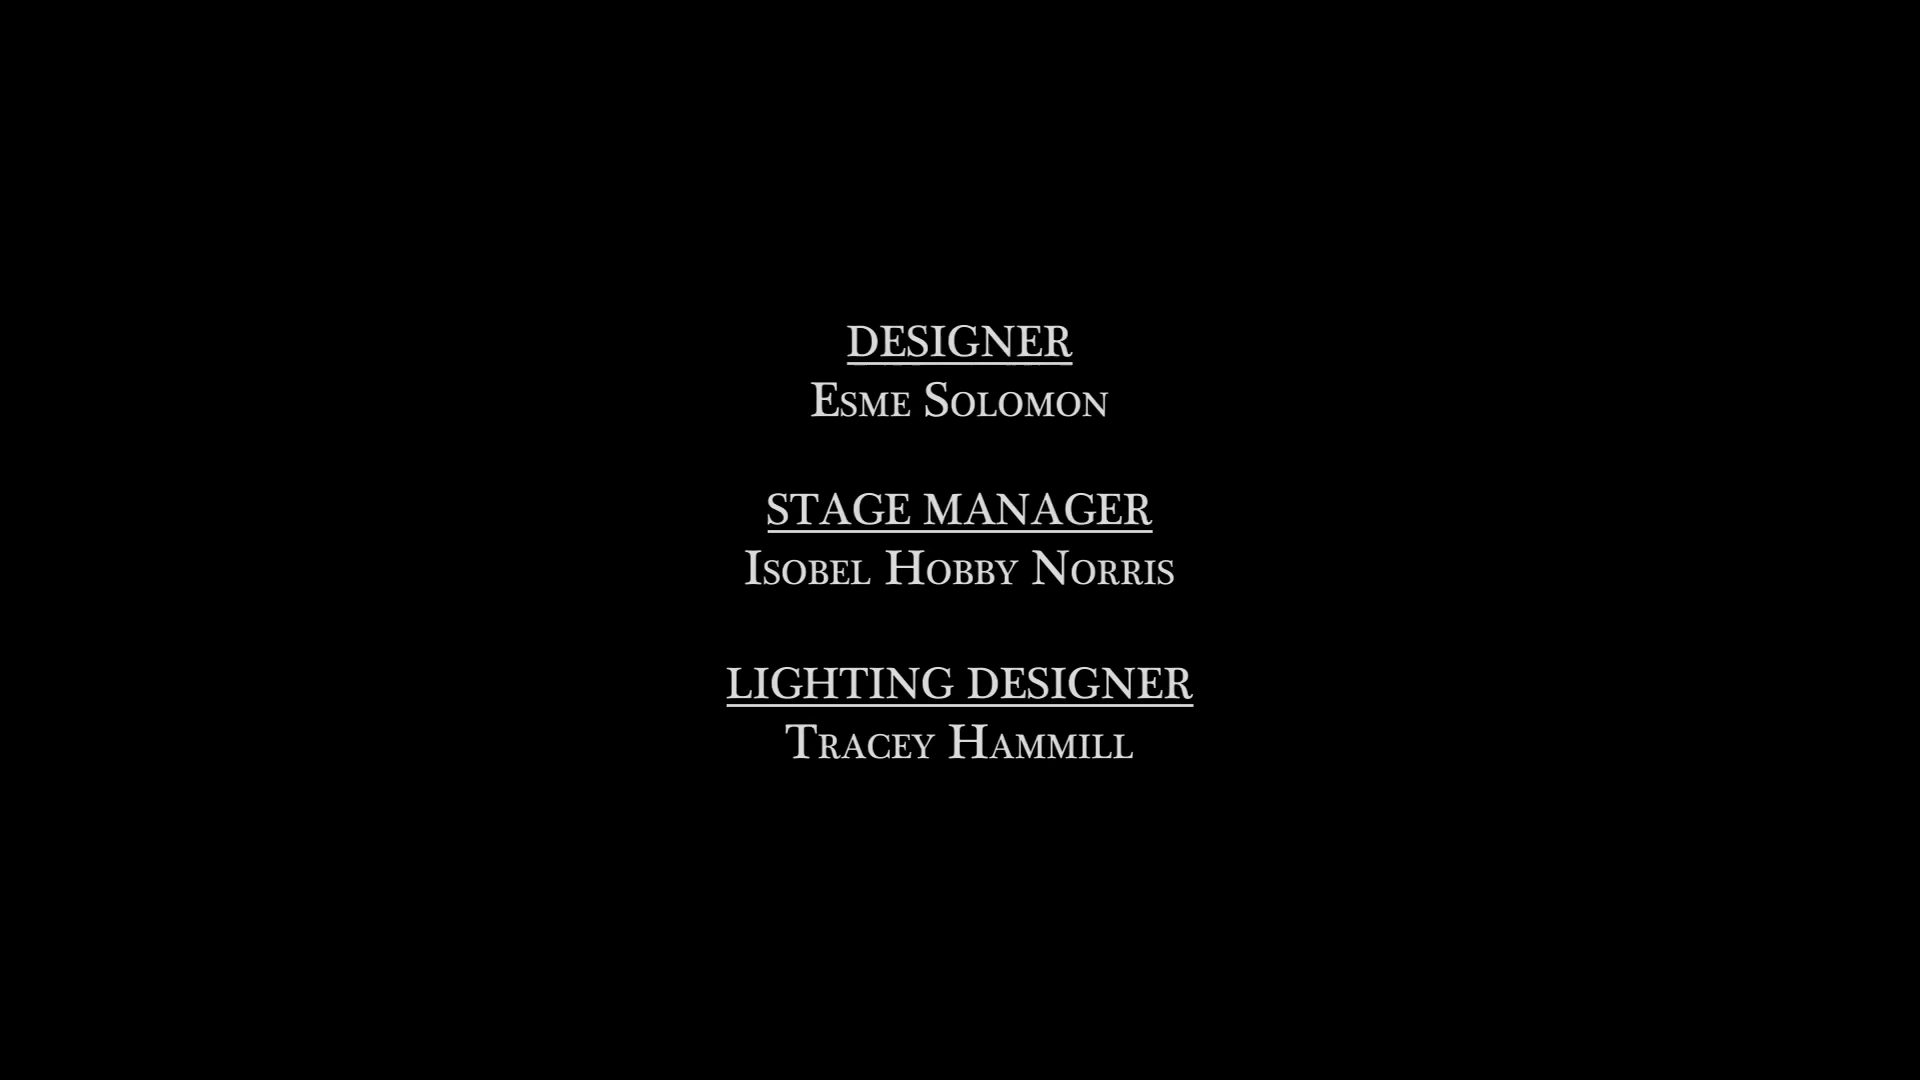 DESIGNER
Esme Solomon
STAGE MANAGER
Isobel Hobby Norris
LIGHTING DESIGNER
Tracey Hammill